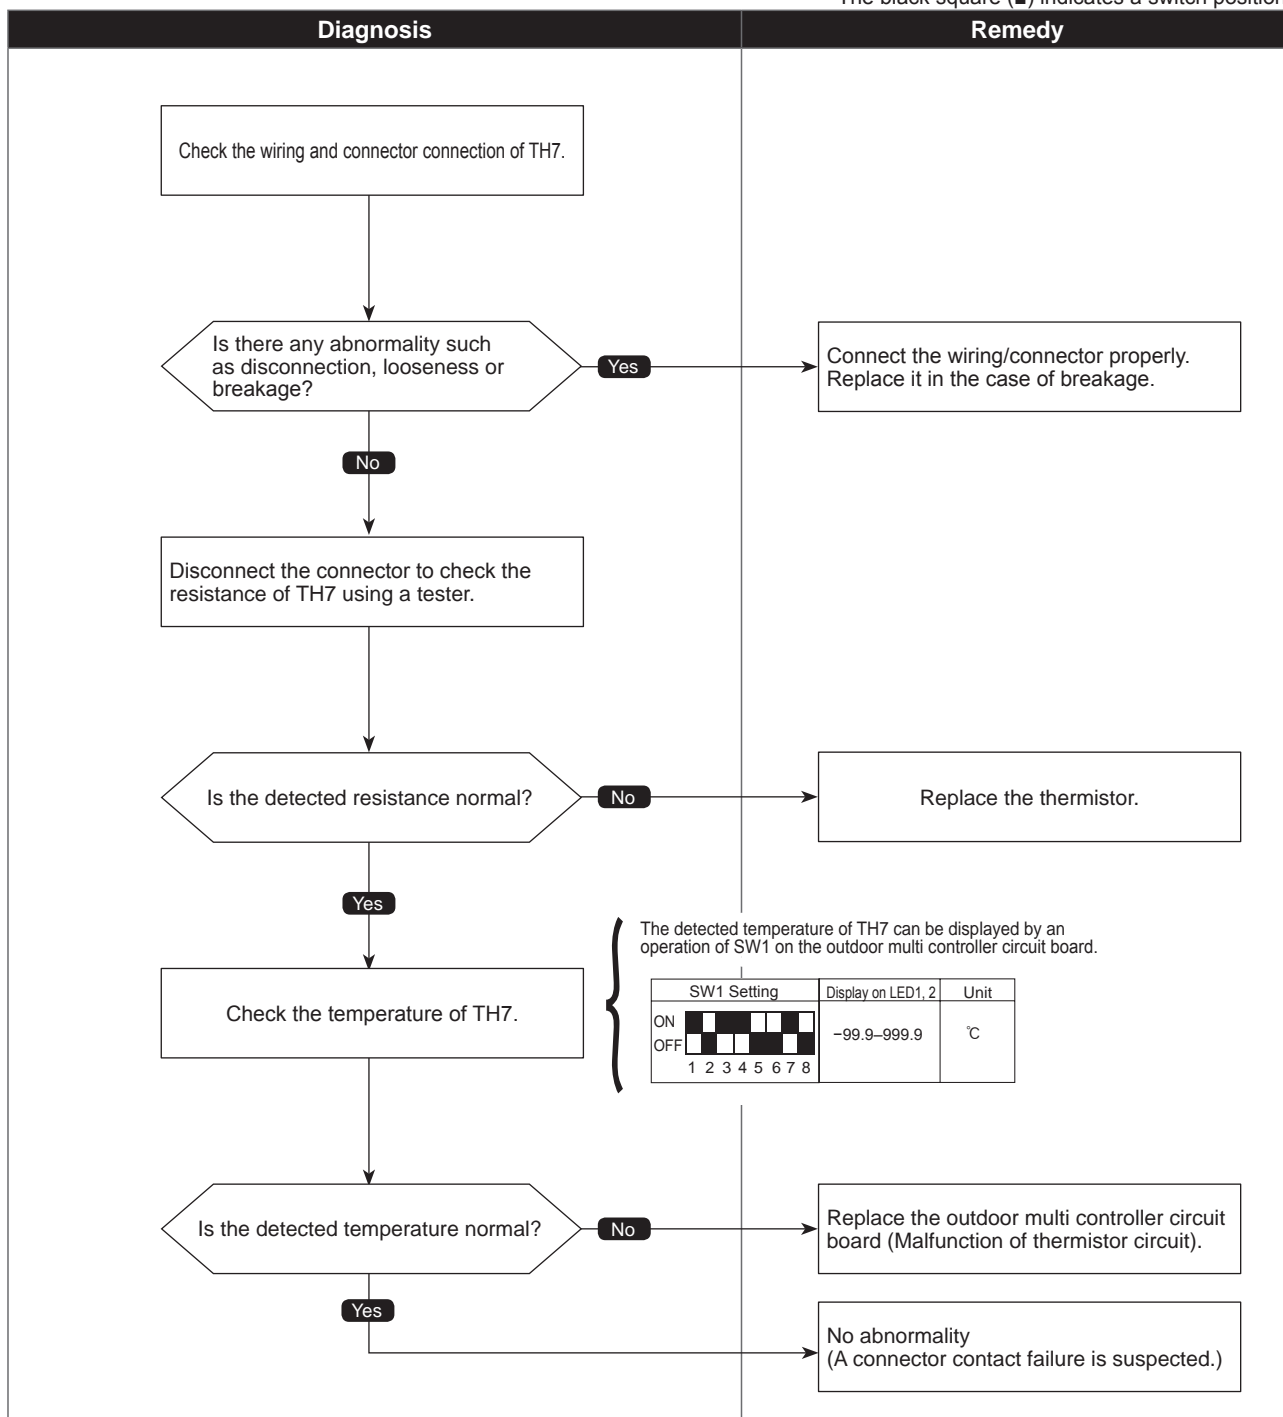 The black square (■) indicates a switch position
Diagnosis
Remedy
Check the wiring and connector connection of TH7.
Is there any abnormality such
as disconnection, looseness or
breakage?
Yes
Connect the wiring/connector properly.
Replace it in the case of breakage.
No
Disconnect the connector to check the
resistance of TH7 using a tester.
Is the detected resistance normal?
No
Replace the thermistor.
Yes
The detected temperature of TH7 can be displayed by an
operation of SW1 on the outdoor multi controller circuit board.
Check the temperature of TH7.
SW1 Setting
Display on LED1, 2
Unit
ON
OFF
1 2 3 4 5 6 7 8
−99.9–999.9
℃
Is the detected temperature normal?
No
Replace the outdoor multi controller circuit
board (Malfunction of thermistor circuit).
Yes
No abnormality
(A connector contact failure is suspected.)